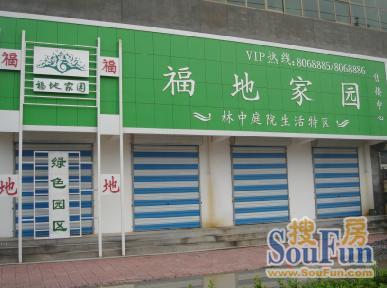 VIP热线:8068885/8068886
福地家园
林中庭院生活特区
售楼中心
福地家园
福 福
地 地
绿色园区
搜房
SouFun
www.SouFun.com